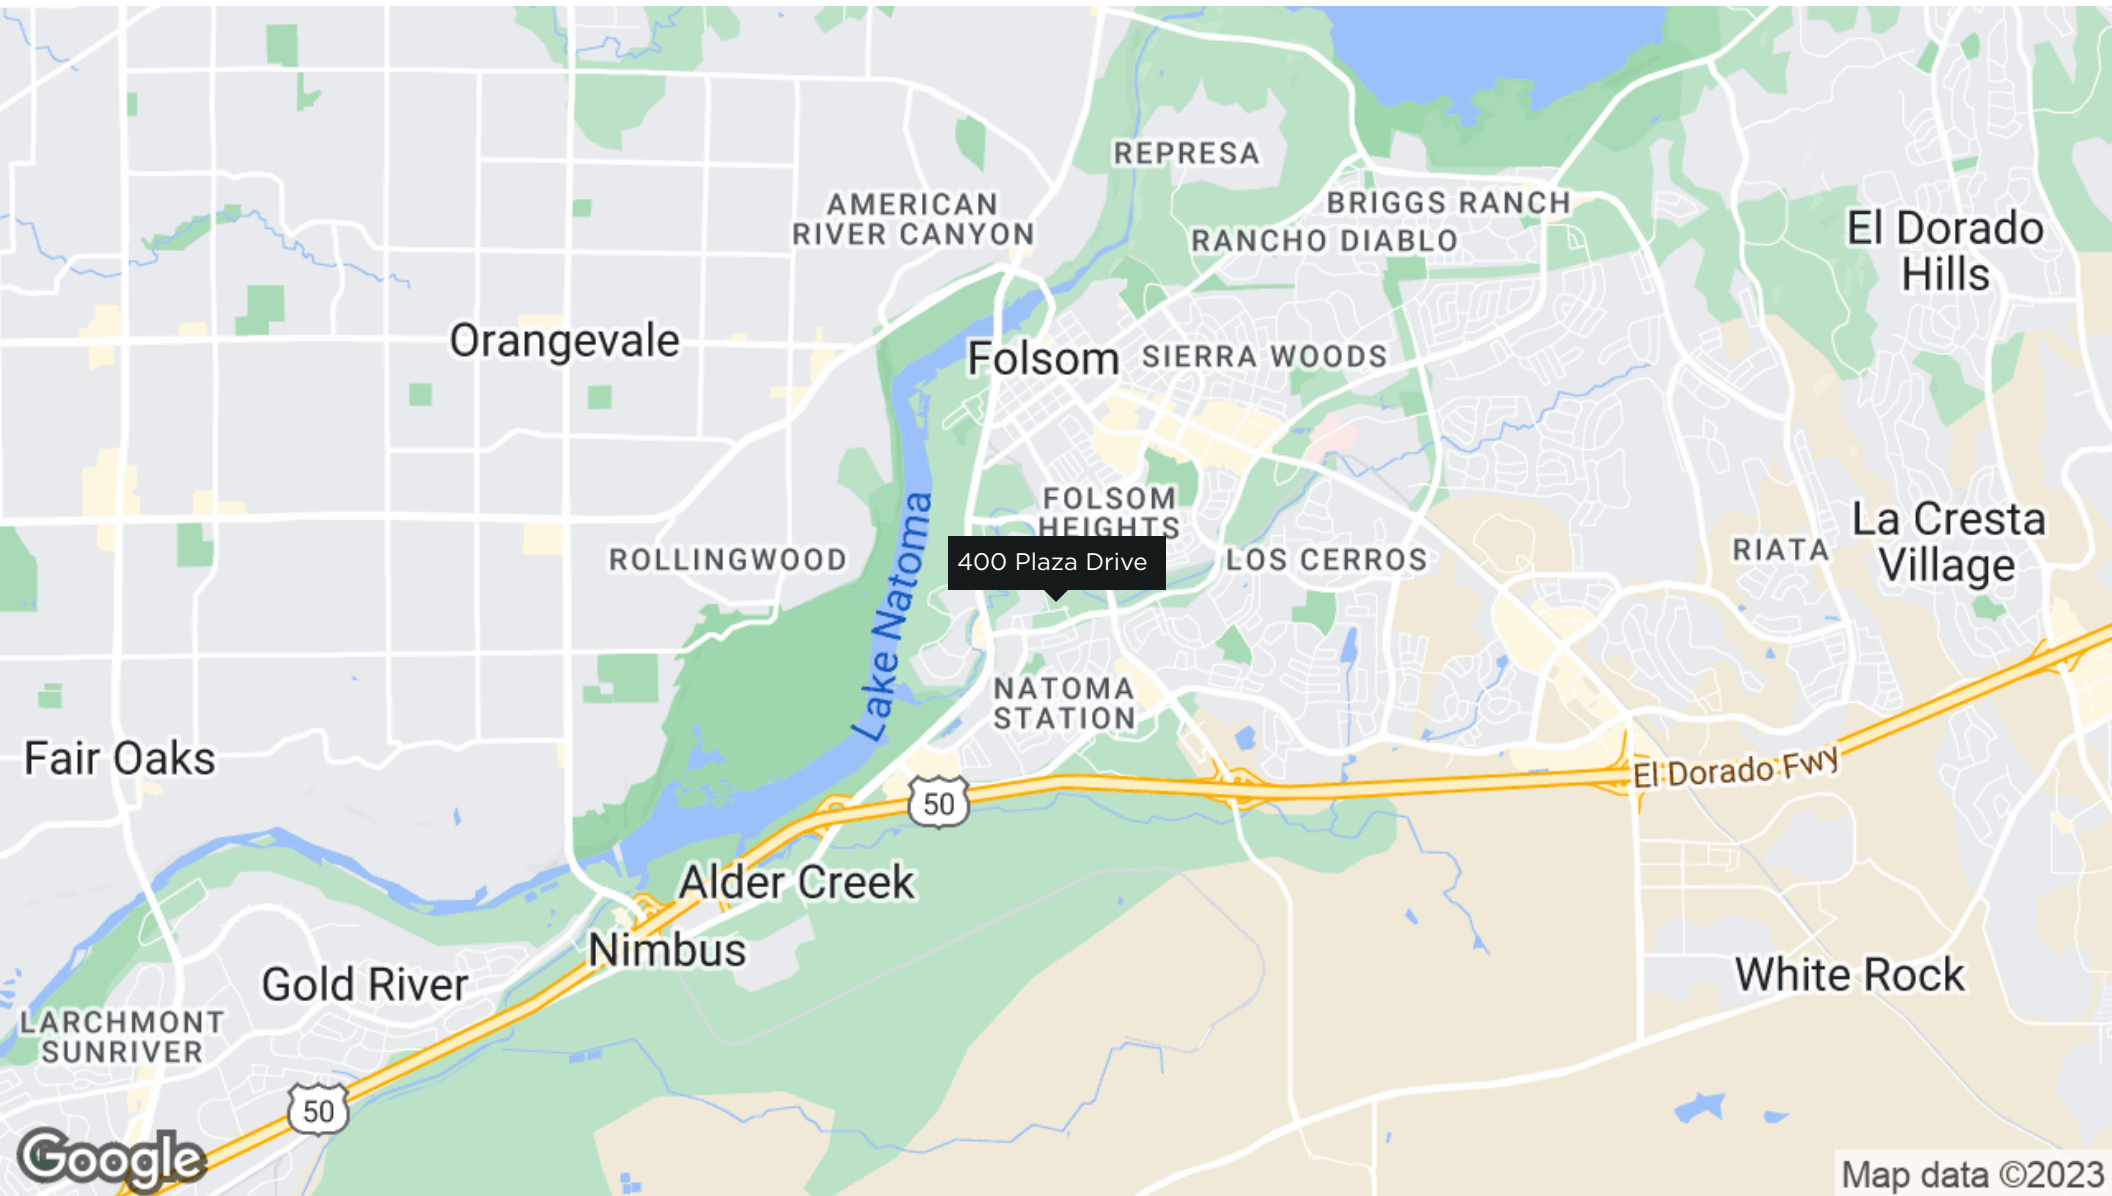 REPRESA
AMERICAN
RIVER CANYON
BRIGGS RANCH
RANCHO DIABLO
El Dorado
Hills
Orangevale
Folsom
SIERRA WOODS
FOLSOM
HEIGHTS
Lake Natoma
ROLLINGWOOD
400 Plaza Drive
LOS CERROS
RIATA
La Cresta
Village
NATOMA
STATION
Fair Oaks
El Dorado Fwy
50
Alder Creek
Nimbus
Gold River
White Rock
LARCHMONT
SUNRIVER
50
Google
Map data ©2023